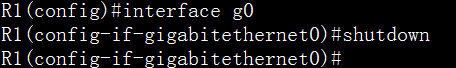 R1(config)#interface g0
R1(config-if-gigabitethernet0)#shutdown
R1(config-if-gigabitethernet0)#